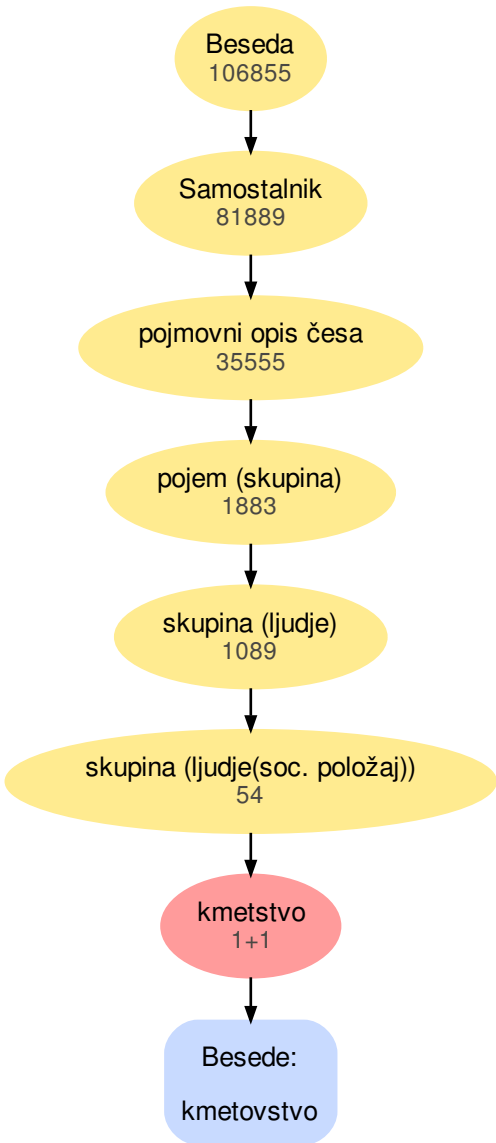 Beseda
106855
Samostalnik
81889
pojmovni opis česa
35555
pojem (skupina)
1883
skupina (ljudje)
1089
skupina (ljudje(soc. položaj))
54
kmetstvo
1+1
Besede:
kmetovstvo